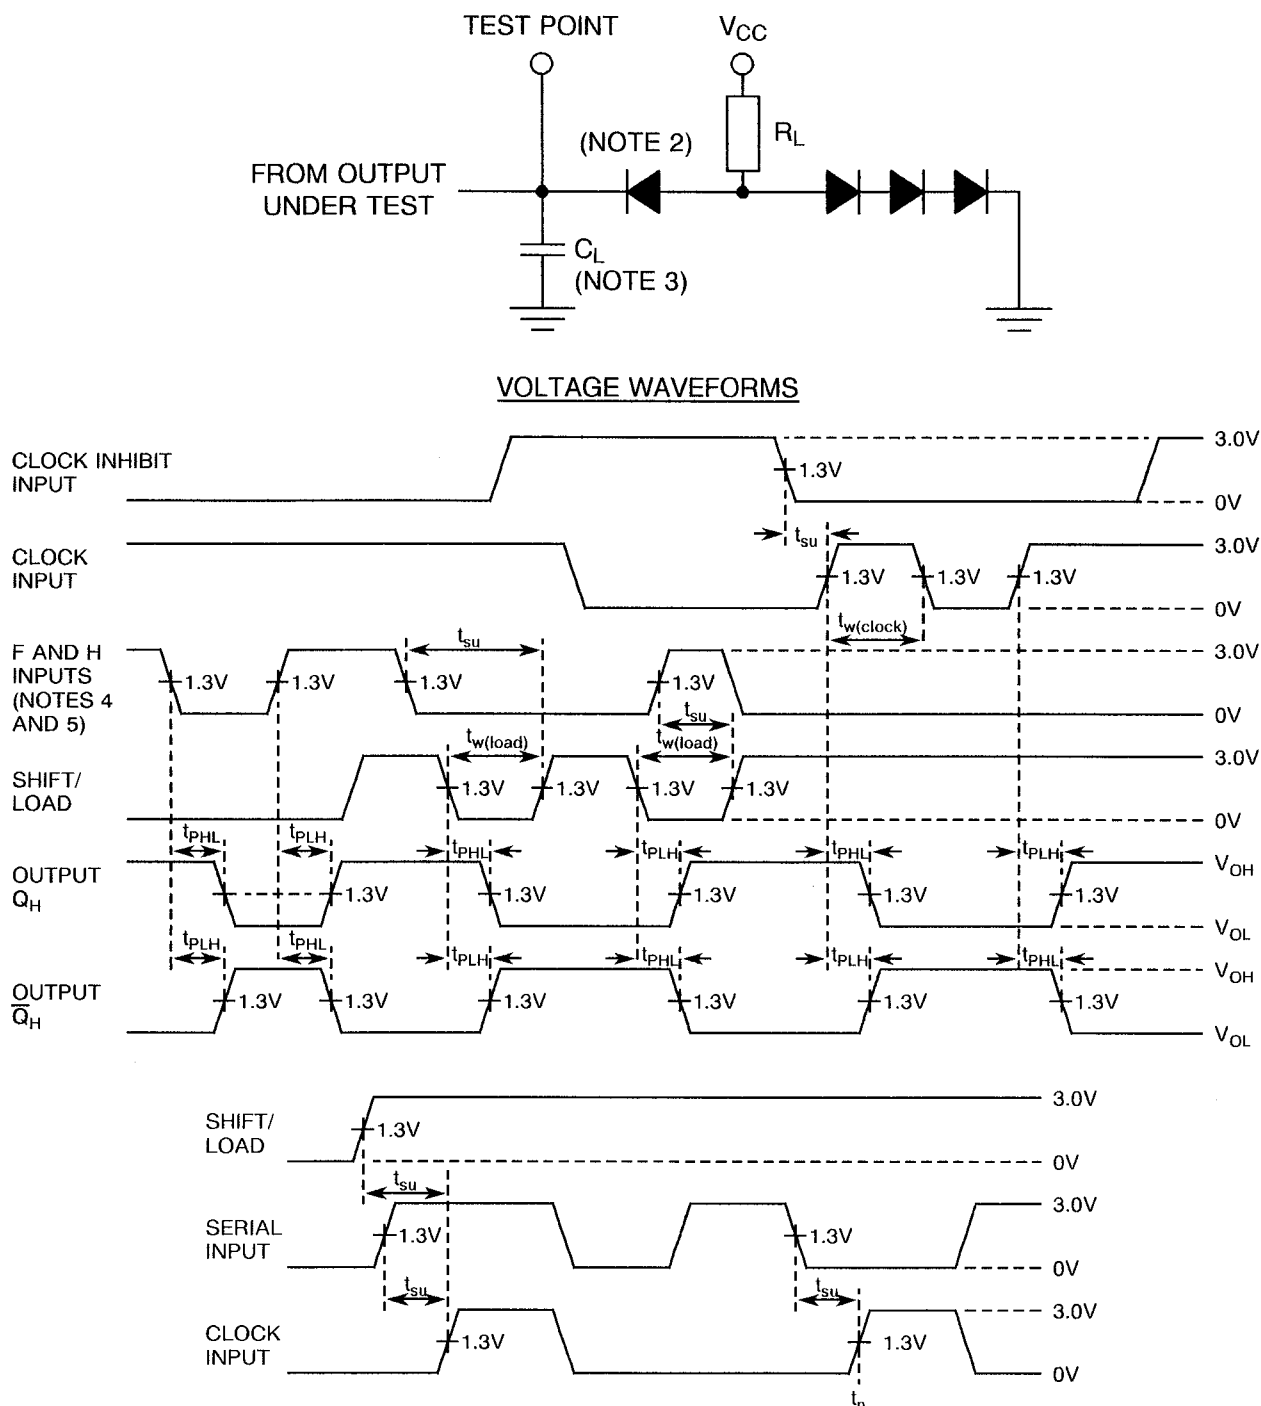 TEST POINT
VCC
RL
(NOTE 2)
FROM OUTPUT
UNDER TEST
CL
(NOTE 3)
VOLTAGE WAVEFORMS
CLOCK INHIBIT
INPUT
1.3V
3.0V
0V
tsu
CLOCK
INPUT
1.3V
1.3V
1.3V
3.0V
0V
tw(clock)
F AND H
INPUTS
(NOTES 4
AND 5)
tsu
1.3V
1.3V
1.3V
1.3V
3.0V
0V
tsu
tw(load)
tw(load)
SHIFT/
LOAD
1.3V
1.3V
1.3V
1.3V
3.0V
0V
tPHL
tPLH
tPHL
tPLH
tPHL
tPLH
OUTPUT
QH
1.3V
1.3V
1.3V
1.3V
1.3V
VOH
VOL
tPLH
tPHL
tPLH
tPHL
tPLH
tPHL
OUTPUT
Q̅H
1.3V
1.3V
1.3V
1.3V
1.3V
1.3V
VOH
VOL
SHIFT/
LOAD
1.3V
3.0V
0V
tsu
SERIAL
INPUT
1.3V
1.3V
3.0V
0V
tsu
tsu
CLOCK
INPUT
1.3V
1.3V
3.0V
0V
tn